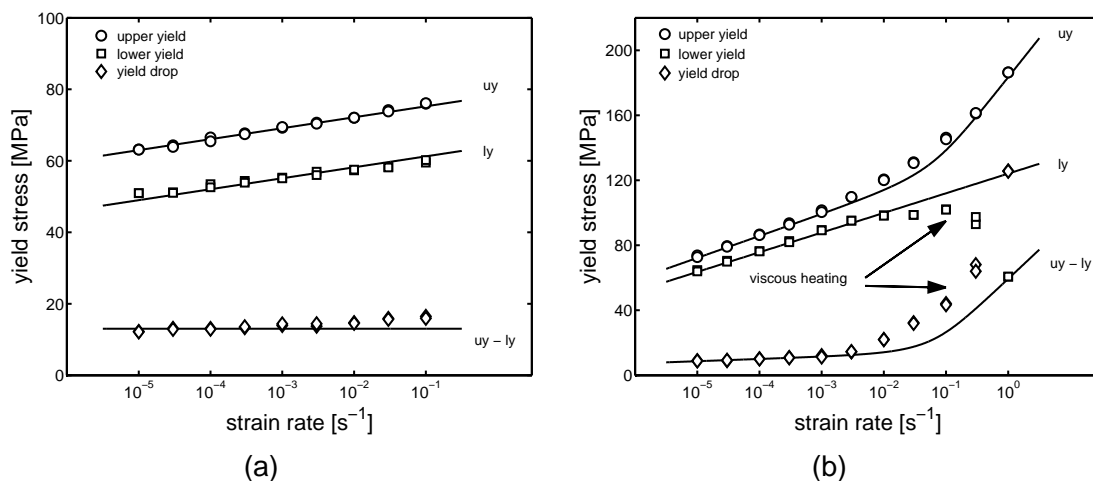 100
80
60
40
20
0
yield stress [MPa]
upper yield
lower yield
yield drop
uy
ly
uy − ly
10−5 10−4 10−3 10−2 10−1
strain rate [s−1]
(a)
200
160
120
80
40
0
yield stress [MPa]
upper yield
lower yield
yield drop
uy
ly
viscous heating
uy − ly
10−5 10−4 10−3 10−2 10−1 100
strain rate [s−1]
(b)